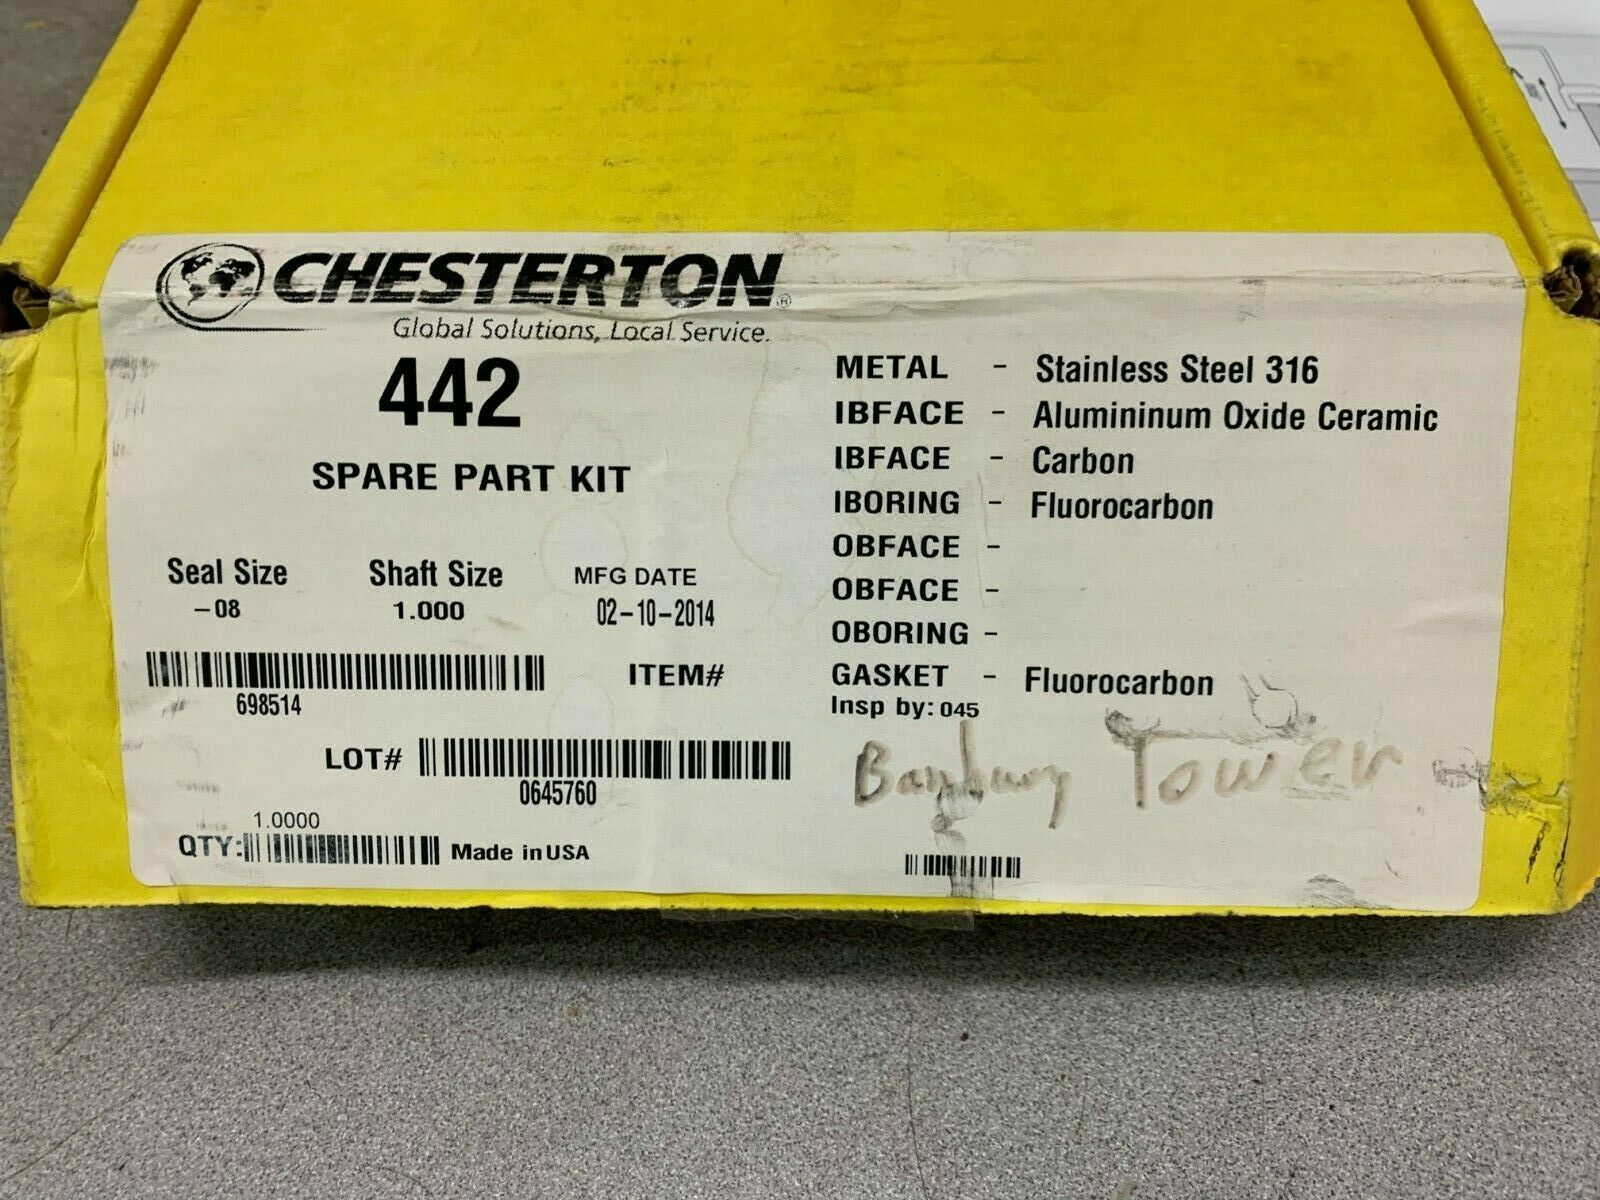 CHESTERTON®
Global Solutions, Local Service.
442
SPARE PART KIT
Seal Size Shaft Size MFG DATE
-08 1.000 02-10-2014
698514
ITEM#
LOT#
0645760
1.0000
QTY: Made in USA
METAL - Stainless Steel 316
IBFACE - Alumininum Oxide Ceramic
IBFACE - Carbon
IBORING - Fluorocarbon
OBFACE -
OBFACE -
OBORING -
GASKET - Fluorocarbon
Insp by: 045
Tower